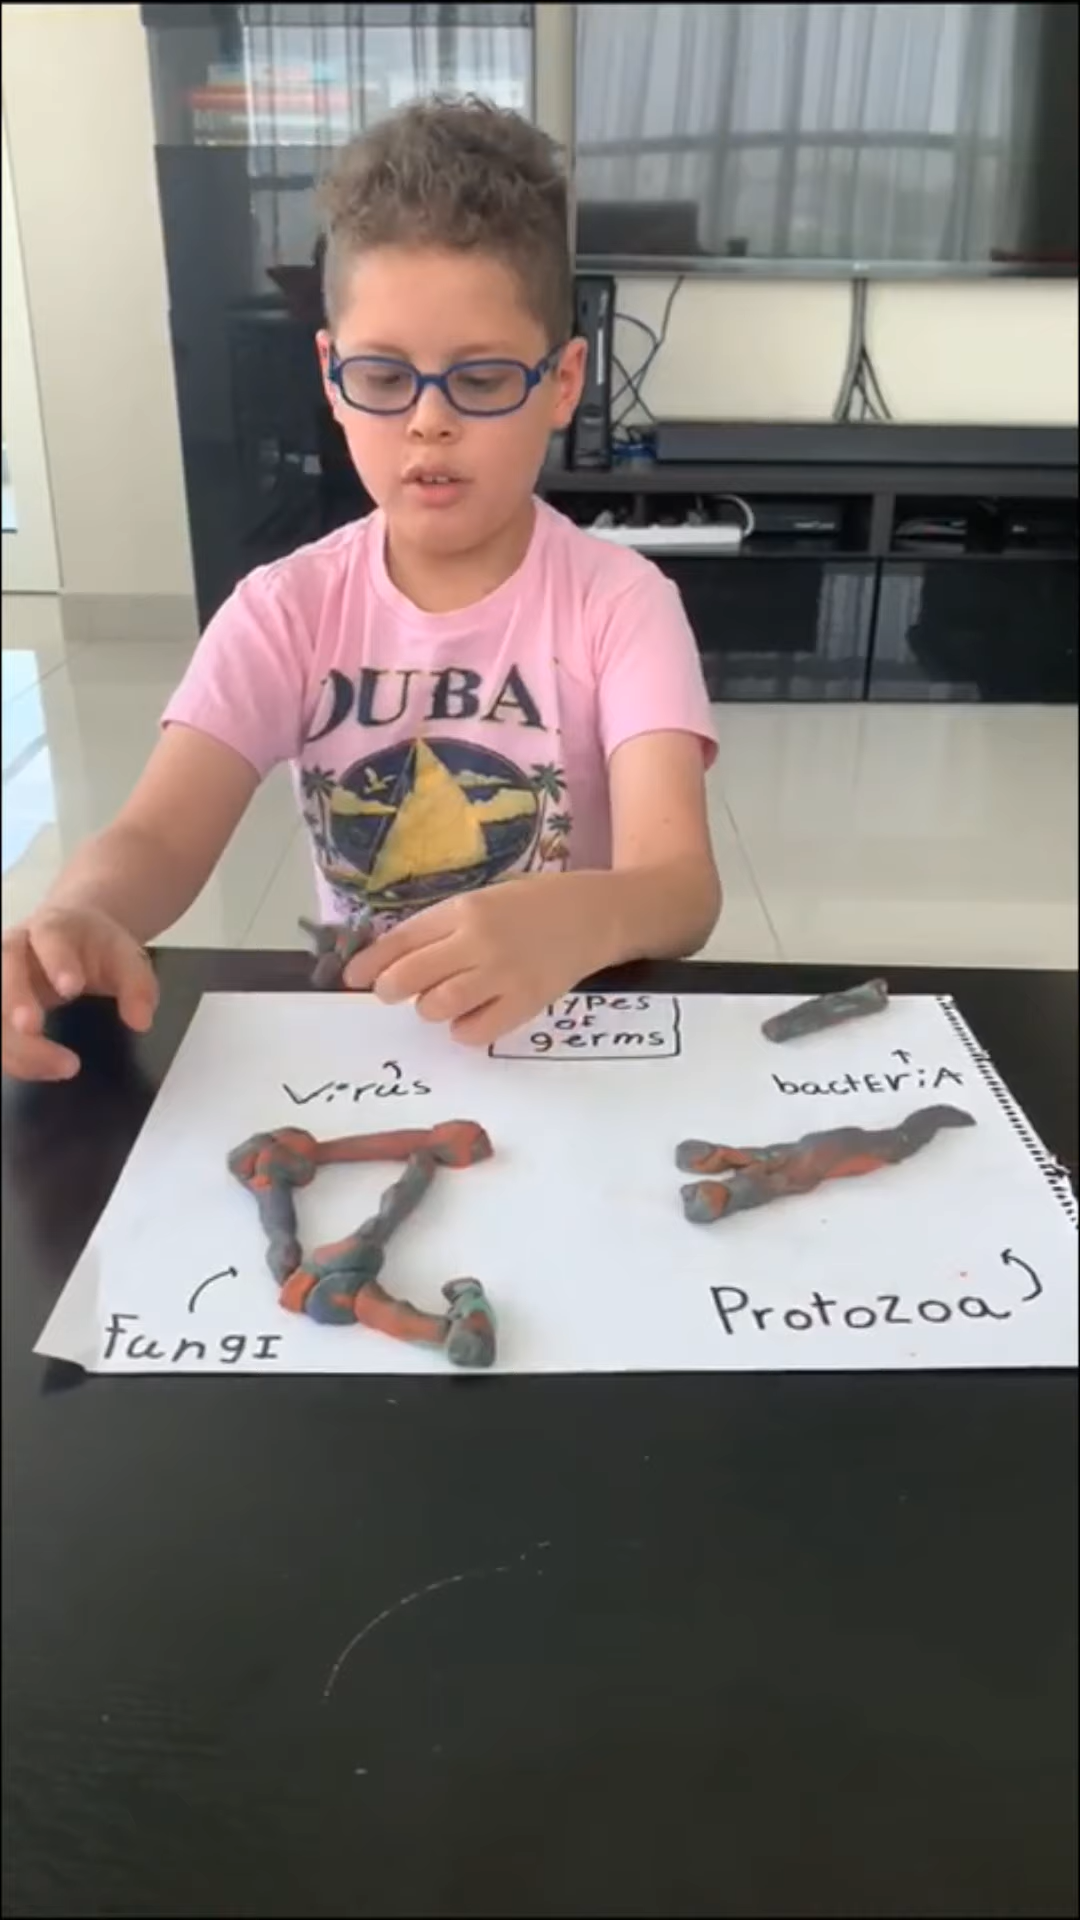 DUBA
Types
of
germs
Virus
bactEriA
Fungi
Protozoa